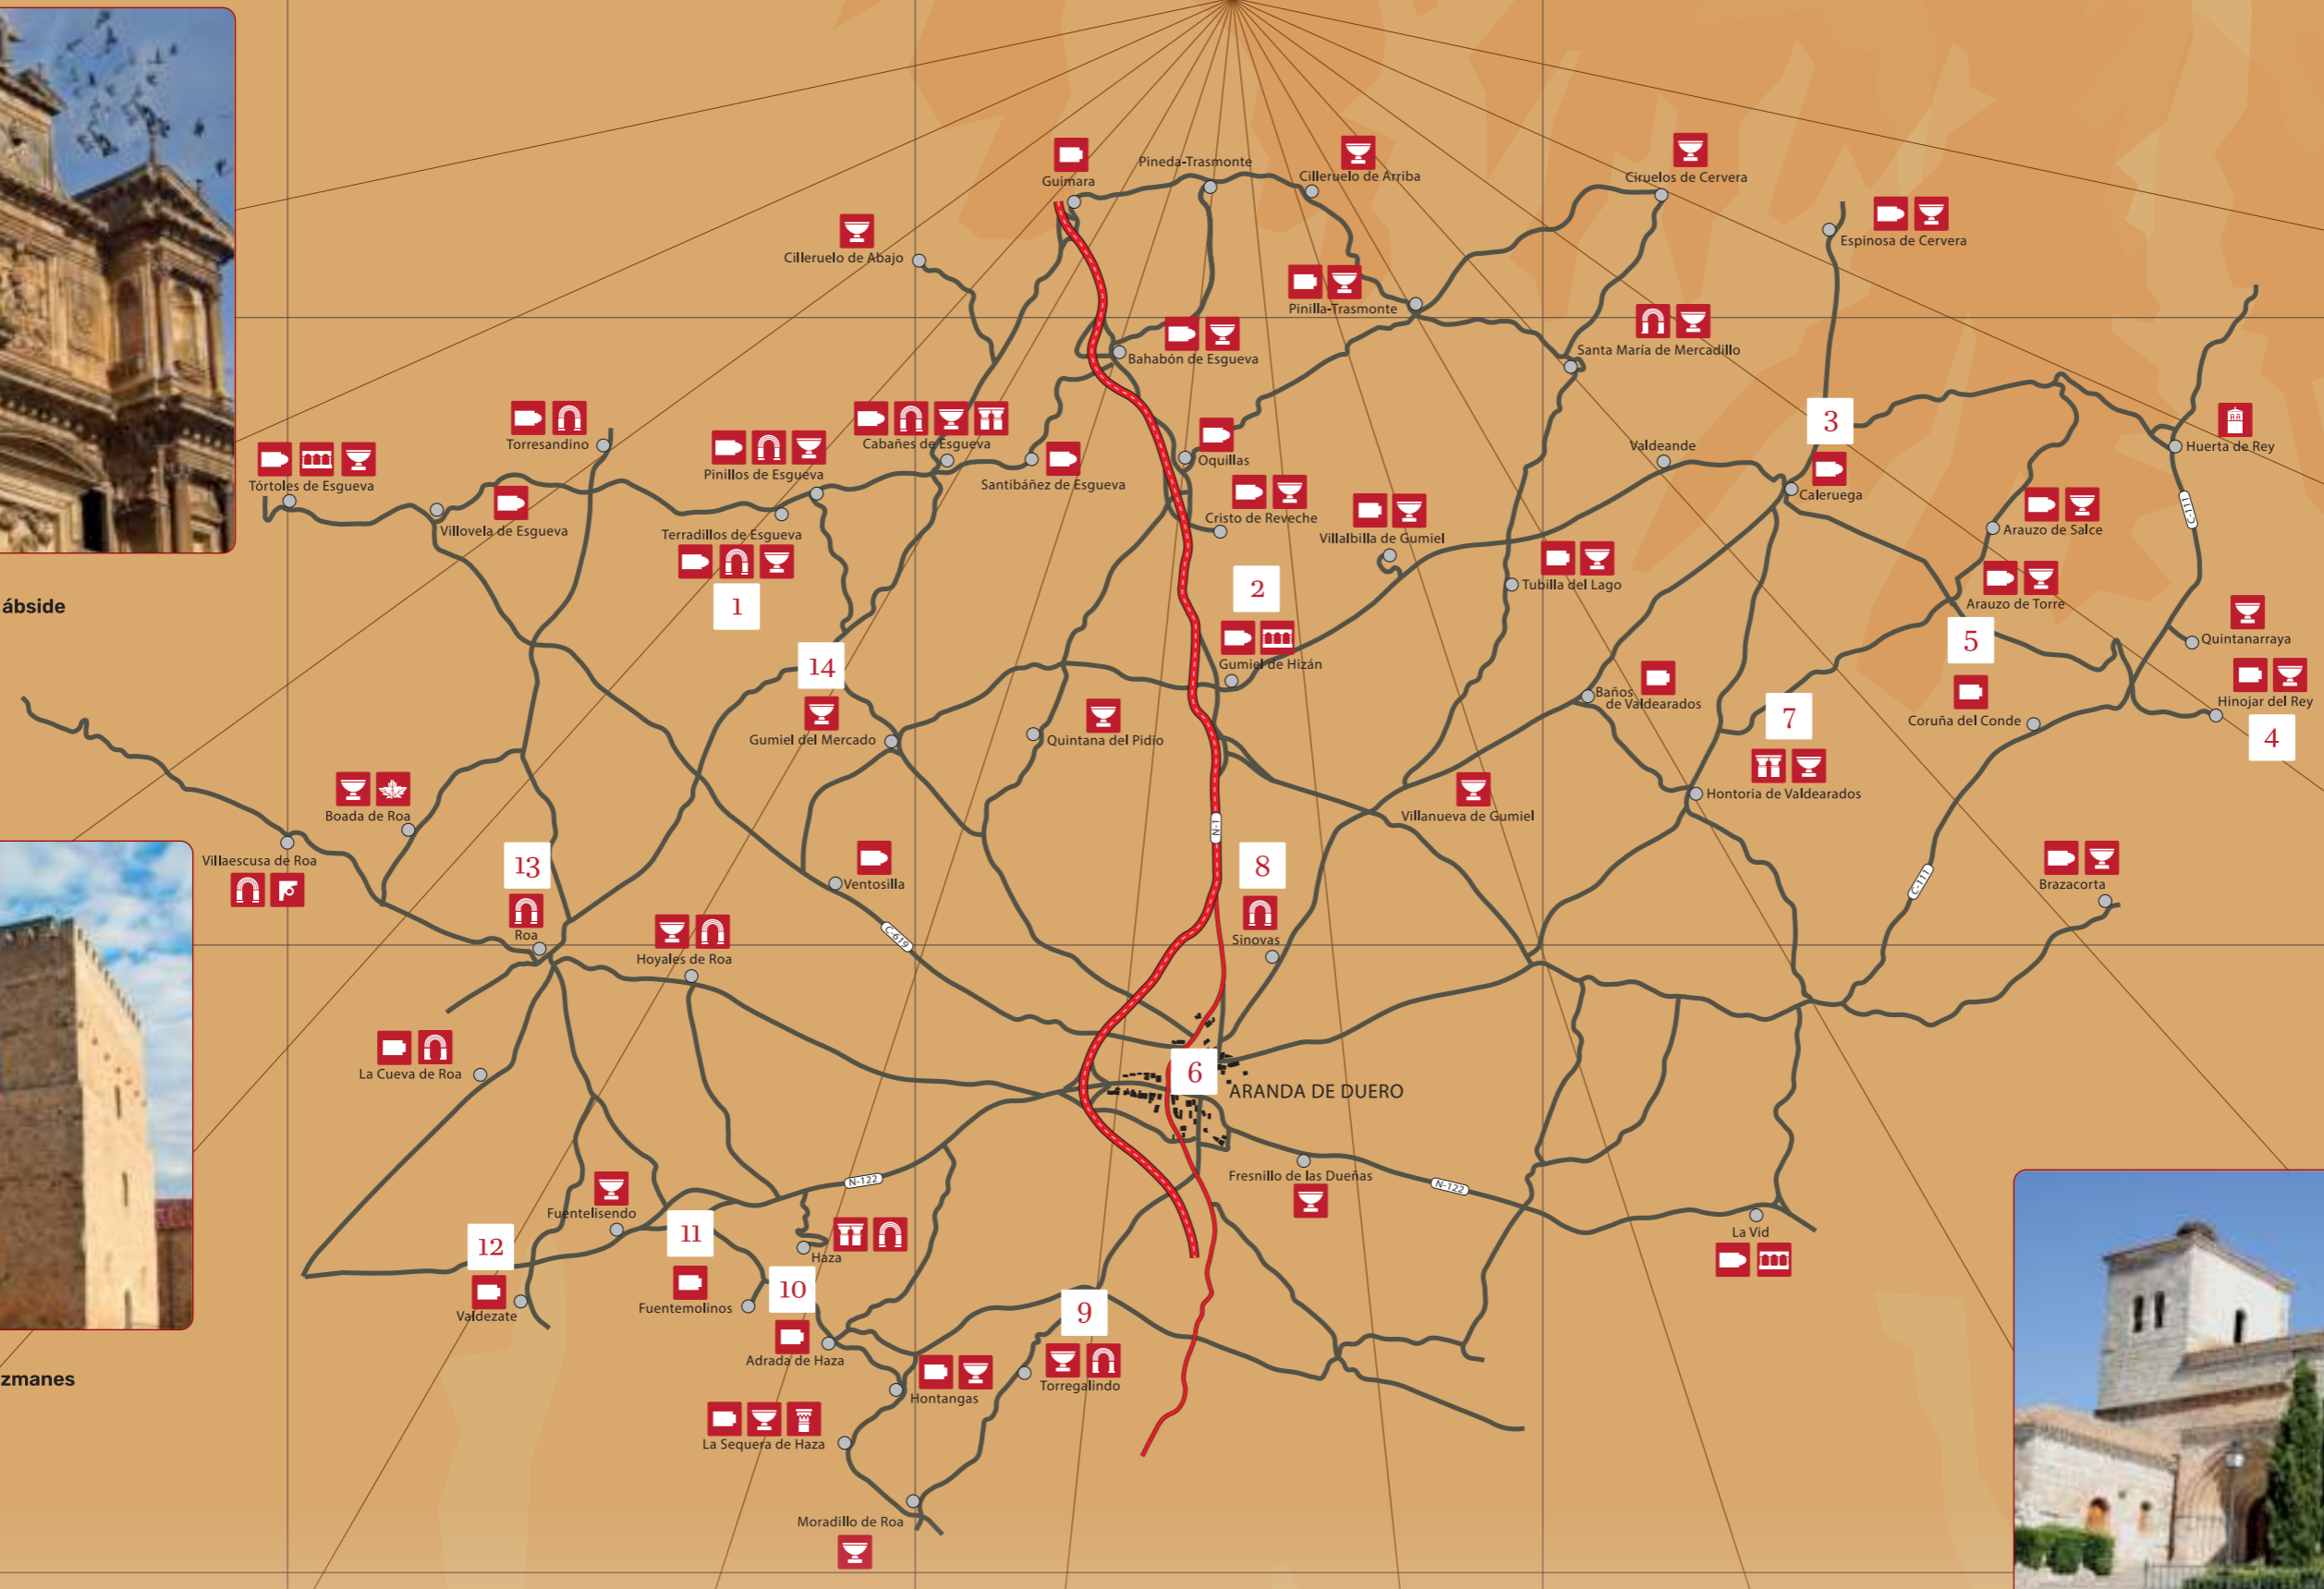 Pineda-Trasmonte
Guimara
Cilleruelo de Arriba
Ciruelos de Cervera
Espinosa de Cervera
Cilleruelo de Abajo
Pinilla-Trasmonte
Santa María de Mercadillo
Bahabón de Esgueva
3
Torresandino
Cabañes de Esgueva
Valdeande
Huerta de Rey
Pinillos de Esgueva
Oquillas
Tórtoles de Esgueva
Santibáñez de Esgueva
Caleruega
C-111
Villovela de Esgueva
Cristo de Reveche
Arauzo de Salce
Terradillos de Esgueva
Villalbilla de Gumiel
Tubilla del Lago
2
Arauzo de Torre
ábside
1
5
Quintanarraya
14
Gumiel de Hizán
Baños
de Valdearados
Hinojar del Rey
7
Coruña del Conde
4
Gumiel del Mercado
Quintana del Pidio
Hontoria de Valdearados
Boada de Roa
Villanueva de Gumiel
N-1
Villaescusa de Roa
13
8
Ventosilla
C-111
Brazacorta
Roa
C-619
Sinovas
Hoyales de Roa
La Cueva de Roa
6
ARANDA DE DUERO
Fresnillo de las Dueñas
N-122
N-122
Fuentelisendo
11
La Vid
12
Haza
10
Fuentemolinos
9
Valdezate
Adrada de Haza
zmanes
Torregalindo
Hontangas
La Sequera de Haza
Moradillo de Roa